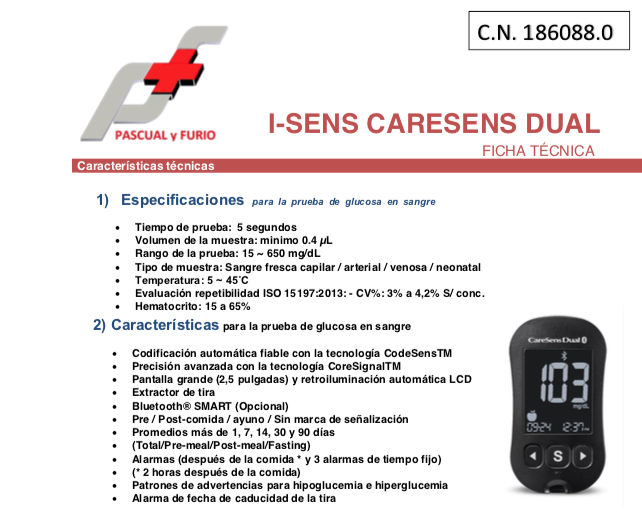 C.N. 186088.0
PASCUAL y FURIO
I-SENS CARESENS DUAL
FICHA TÉCNICA
Características técnicas
1) Especificaciones para la prueba de glucosa en sangre
• Tiempo de prueba: 5 segundos
• Volumen de la muestra: minimo 0.4 µL
• Rango de la prueba: 15 ~ 650 mg/dL
• Tipo de muestra: Sangre fresca capilar / arterial / venosa / neonatal
• Temperatura: 5 ~ 45°C
• Evaluación repetibilidad ISO 15197:2013: - CV%: 3% a 4,2% S/ conc.
• Hematocrito: 15 a 65%
2) Características para la prueba de glucosa en sangre
• Codificación automática fiable con la tecnología CodeSensTM
• Precisión avanzada con la tecnología CoreSignalTM
• Pantalla grande (2,5 pulgadas) y retroiluminación automática LCD
• Extractor de tira
• Bluetooth® SMART (Opcional)
• Pre / Post-comida / ayuno / Sin marca de señalización
• Promedios más de 1, 7, 14, 30 y 90 días
• (Total/Pre-meal/Post-meal/Fasting)
• Alarmas (después de la comida * y 3 alarmas de tiempo fijo)
• (* 2 horas después de la comida)
• Patrones de advertencias para hipoglucemia e hiperglucemia
• Alarma de fecha de caducidad de la tira
CareSens Dual
103
mg/dL
09:24 12:37
S